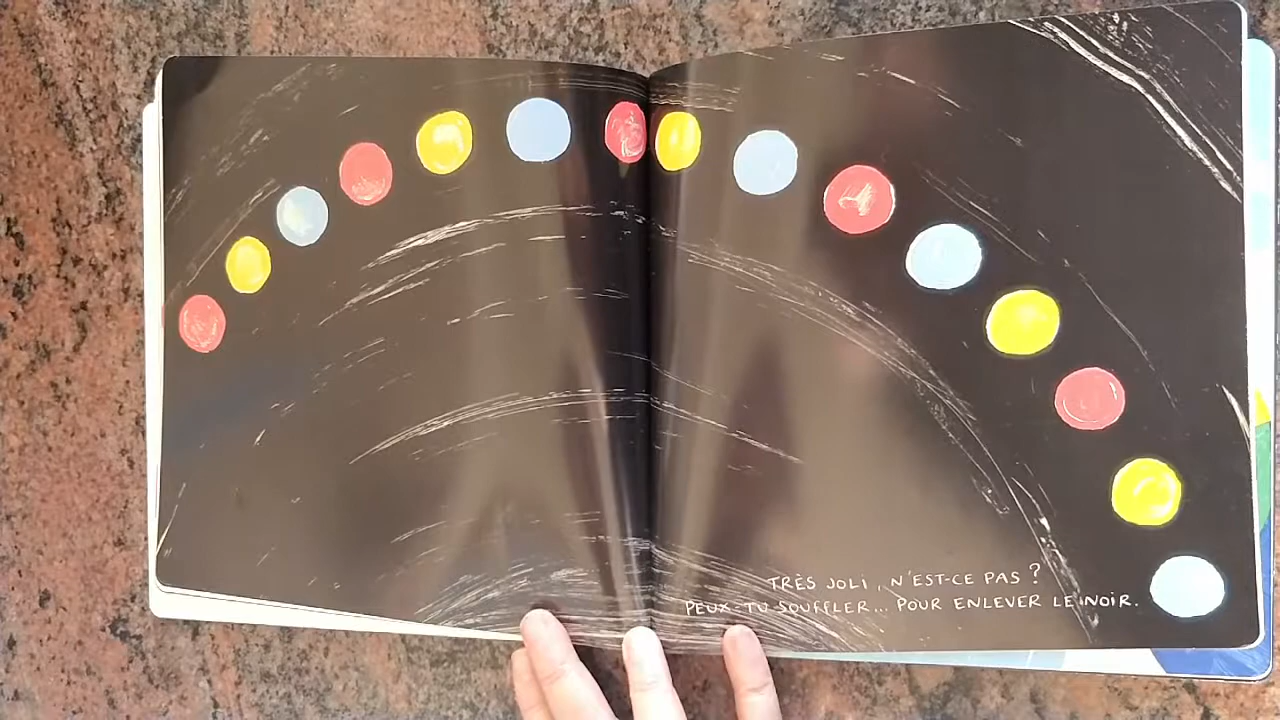 TRÈS JOLI, N'EST-CE PAS ?
PEUX-TU SOUFFLER... POUR ENLEVER LE NOIR.